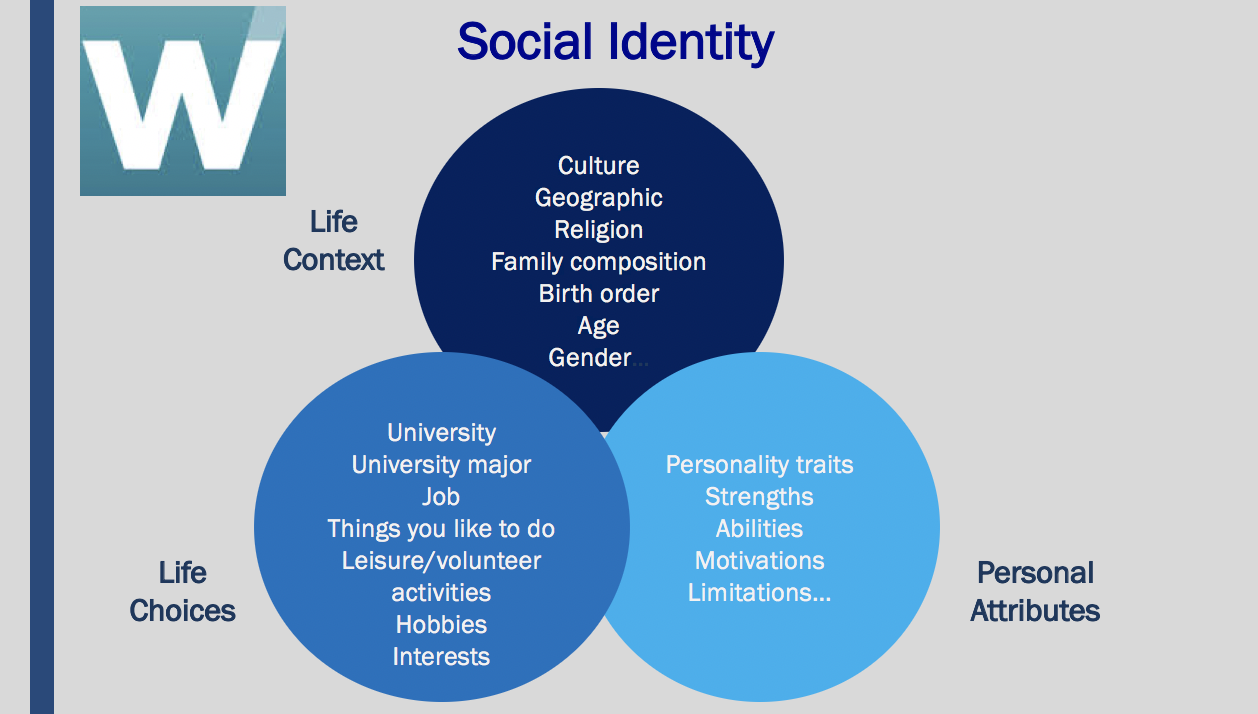 W
Social Identity
Life
Context
Culture
Geographic
Religion
Family composition
Birth order
Age
Gender...
Life
Choices
University
University major
Job
Things you like to do
Leisure/volunteer
activities
Hobbies
Interests
Personality traits
Strengths
Abilities
Motivations
Limitations...
Personal
Attributes